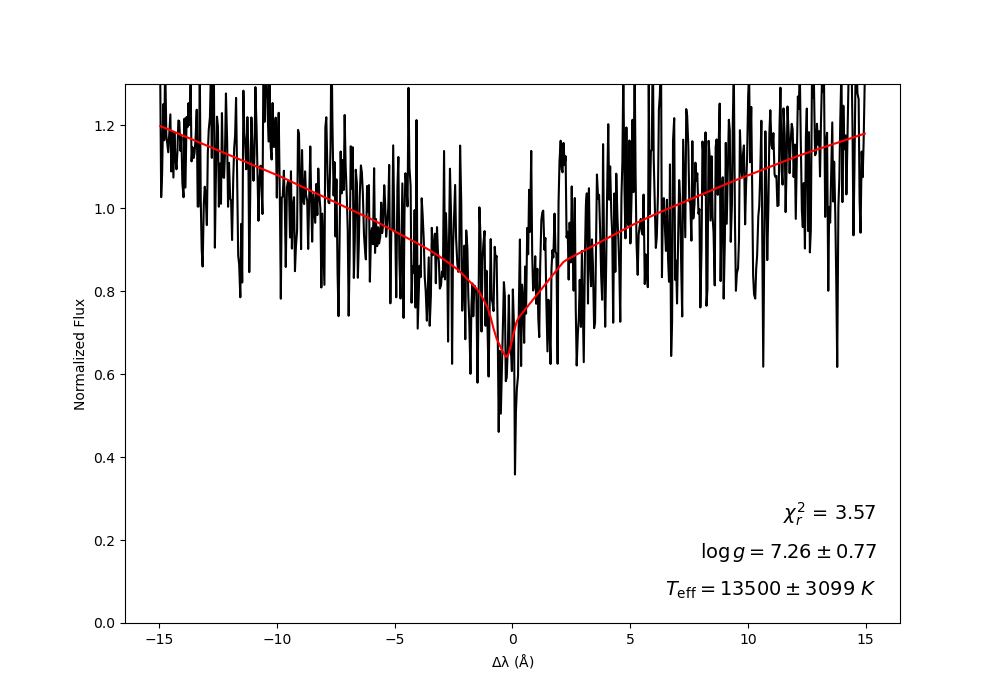 1.2
1.0
0.8
0.6
0.4
0.2
0.0
Normalized Flux
χ²ᵣ = 3.57
log g = 7.26 ± 0.77
T_eff = 13500 ± 3099 K
−15 −10 −5 0 5 10 15
Δλ (Å)